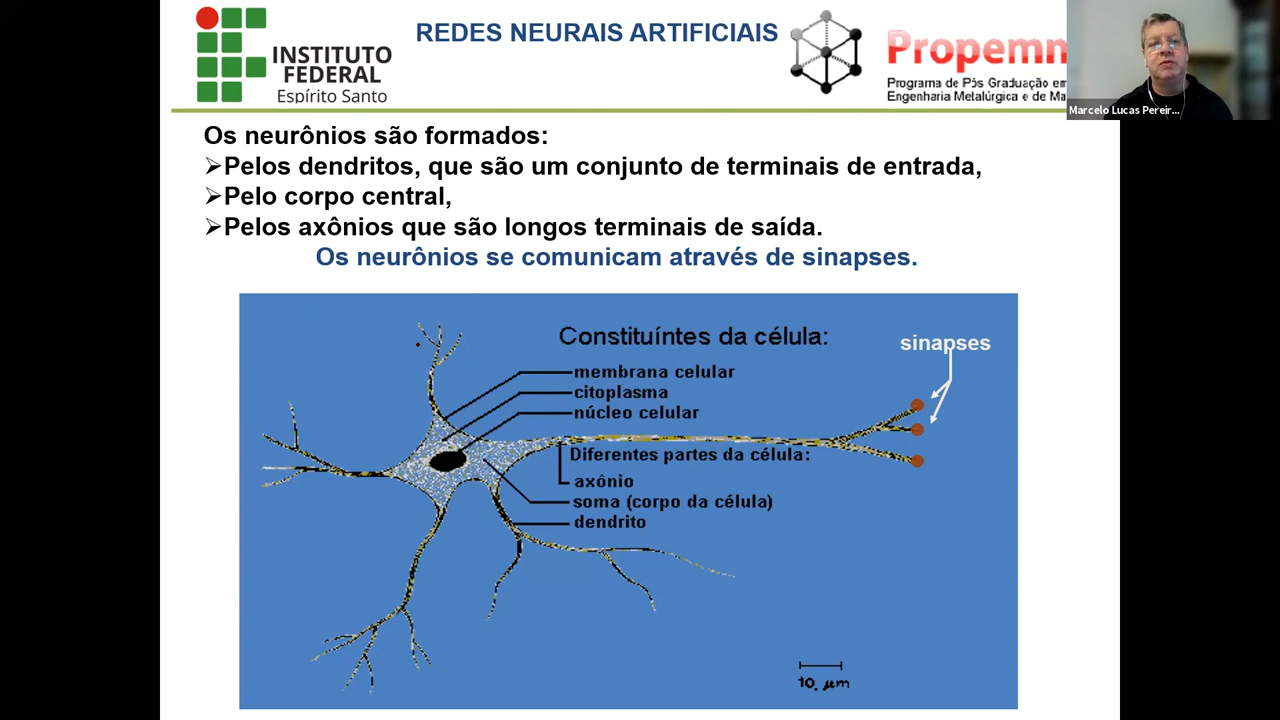 INSTITUTO
FEDERAL
Espírito Santo
REDES NEURAIS ARTIFICIAIS
Propem
Programa de Pós Graduação em
Engenharia Metalúrgica e de Ma
Marcelo Lucas Pereir...
Os neurônios são formados:
➢Pelos dendritos, que são um conjunto de terminais de entrada,
➢Pelo corpo central,
➢Pelos axônios que são longos terminais de saída.
Os neurônios se comunicam através de sinapses.
Constituíntes da célula:
sinapses
membrana celular
citoplasma
núcleo celular
Diferentes partes da célula:
axônio
soma (corpo da célula)
dendrito
10 µm